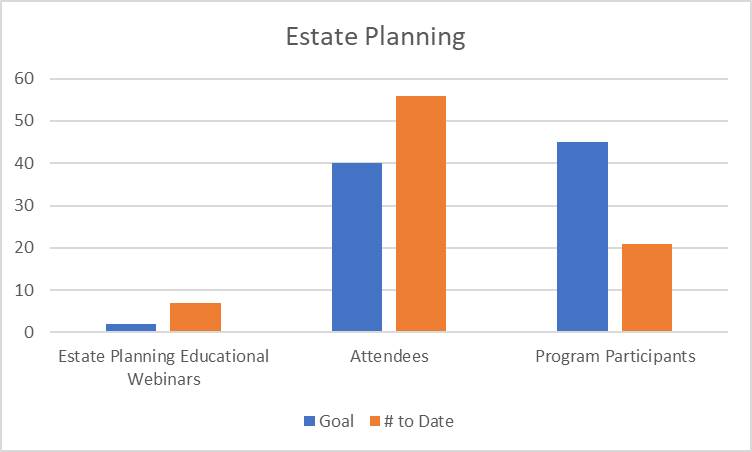 Estate Planning
60
50
40
30
20
10
0
Estate Planning Educational
Webinars
Attendees
Program Participants
Goal
# to Date